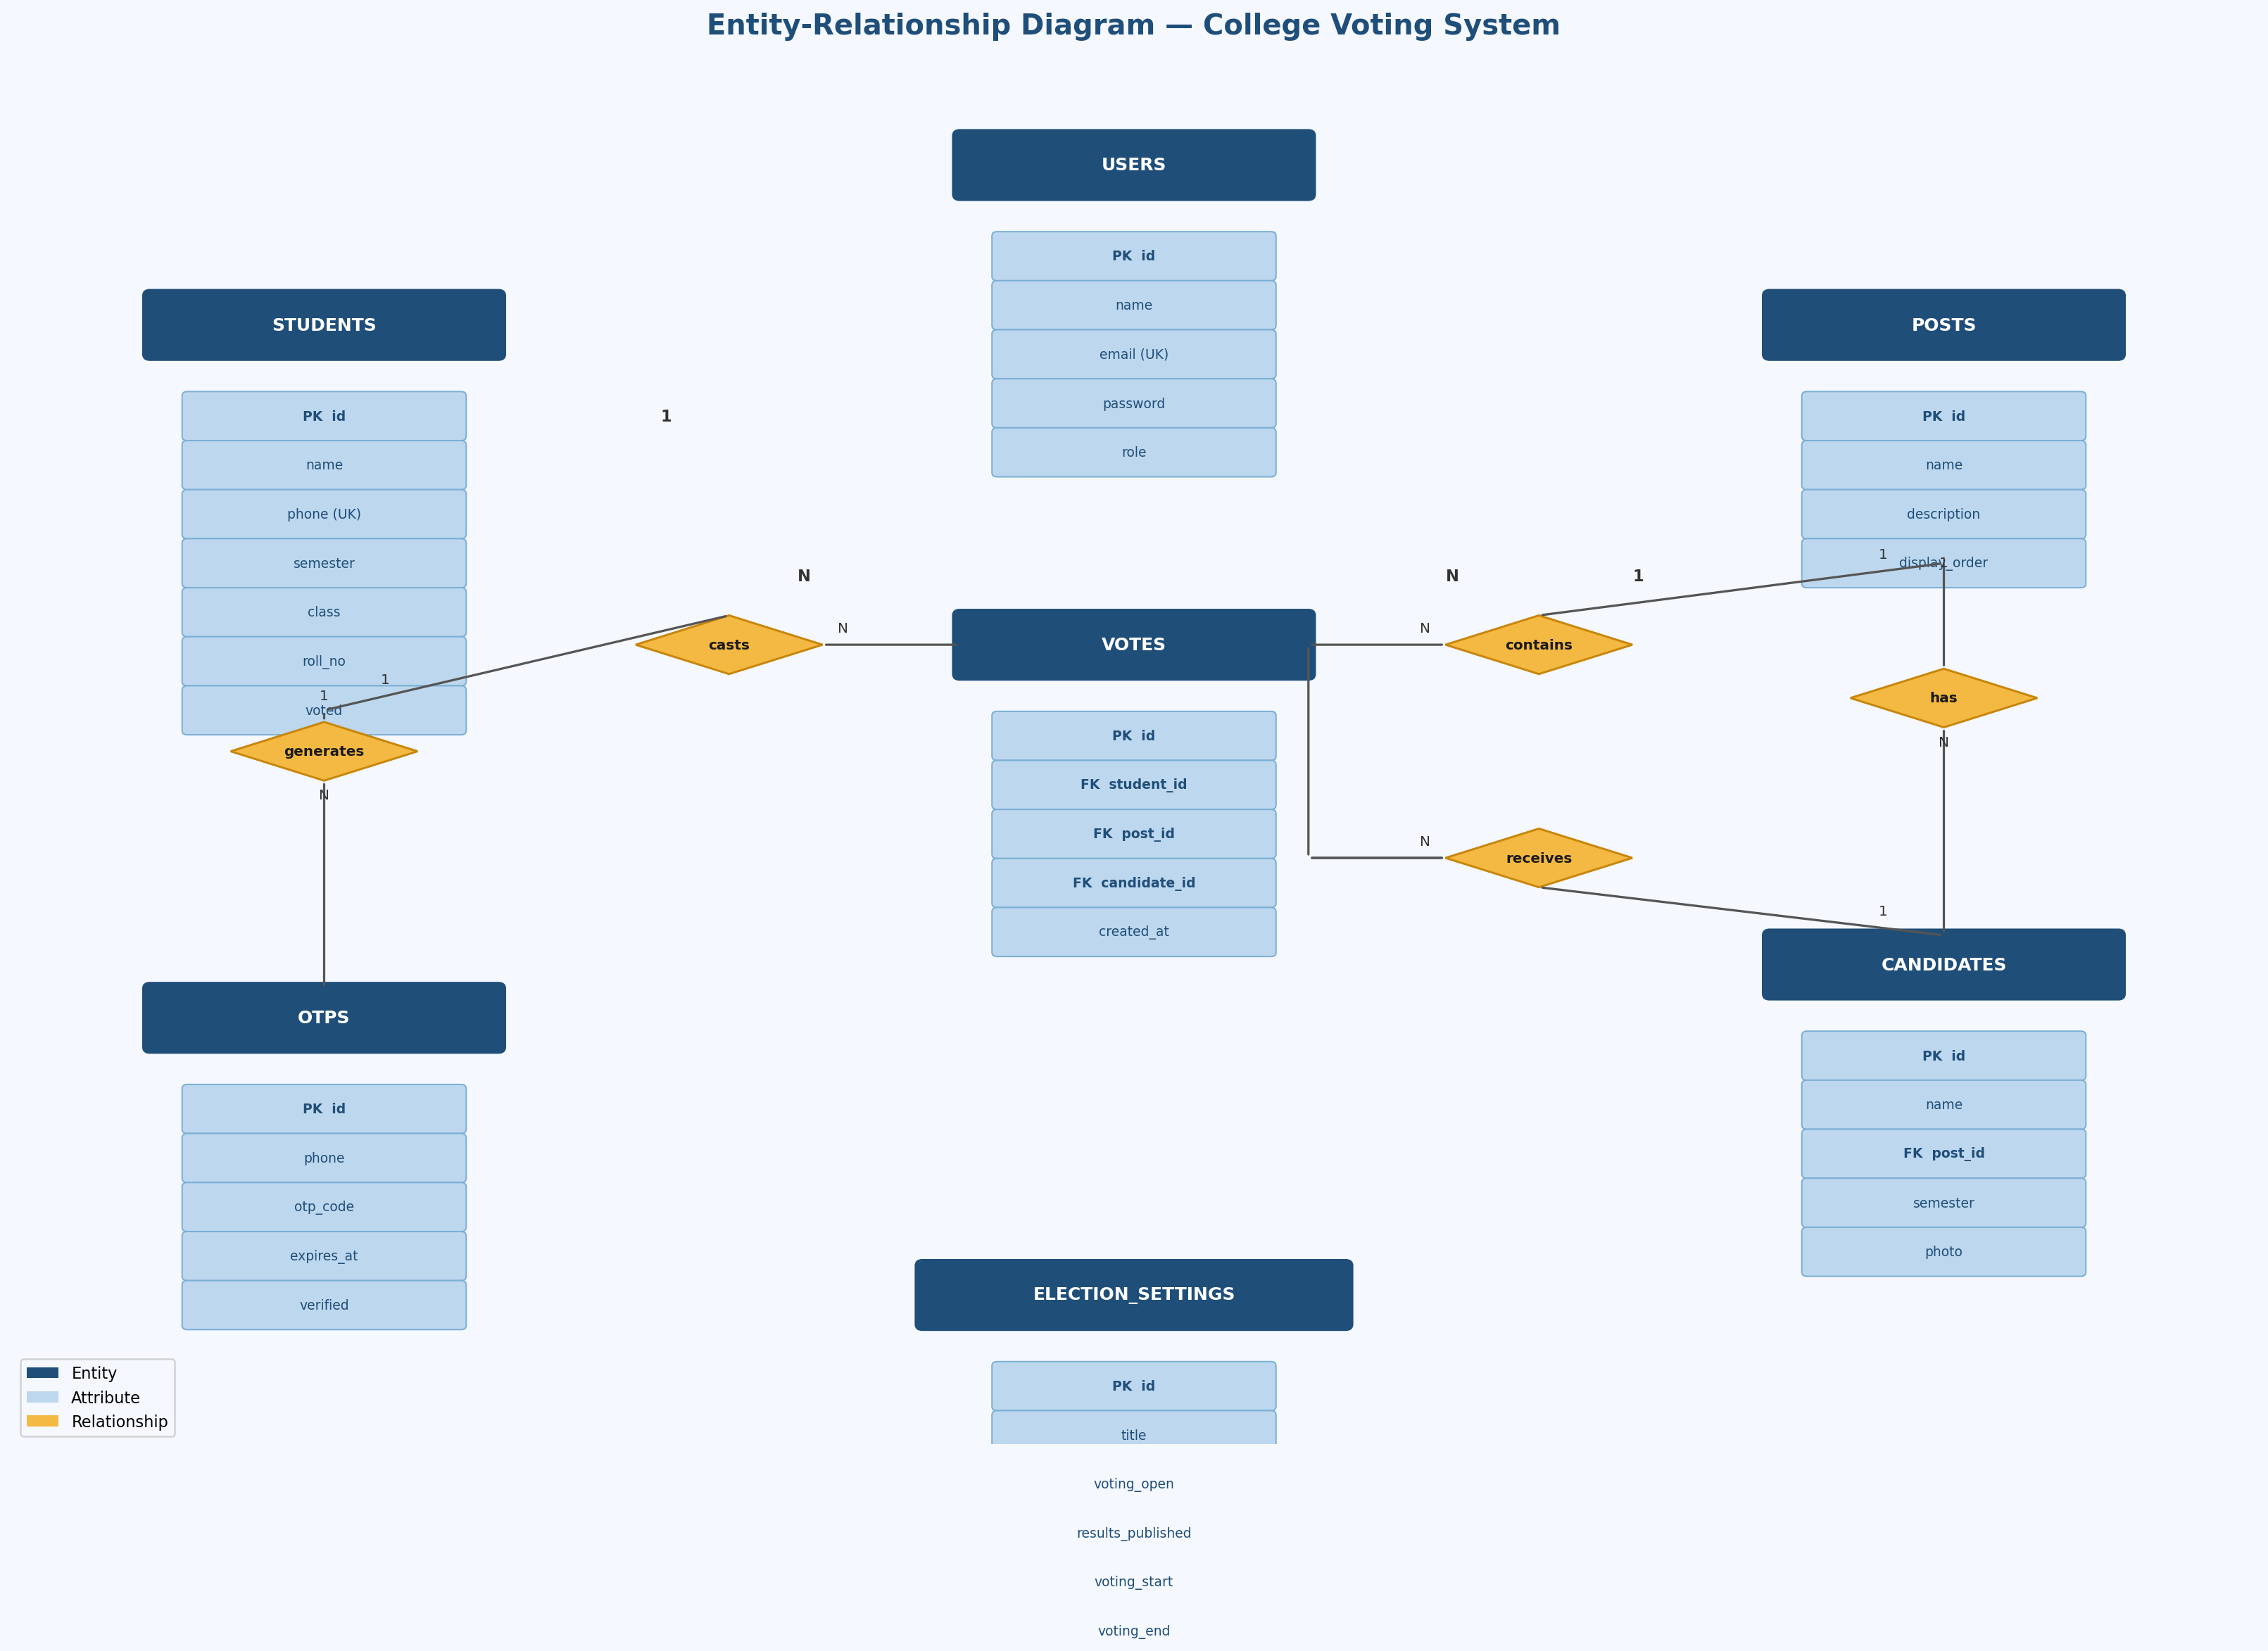 Entity-Relationship Diagram — College Voting System
USERS
PK  id
name
email (UK)
password
role
STUDENTS
PK  id
name
phone (UK)
semester
class
roll_no
voted
1
1
generates
N
1
N
casts
N
VOTES
PK  id
FK  student_id
FK  post_id
FK  candidate_id
created_at
N
1
N
contains
1
N
receives
1
POSTS
PK  id
name
description
display_order
1
has
N
CANDIDATES
PK  id
name
FK  post_id
semester
photo
OTPS
PK  id
phone
otp_code
expires_at
verified
ELECTION_SETTINGS
PK  id
title
voting_open
results_published
voting_start
voting_end
Entity
Attribute
Relationship